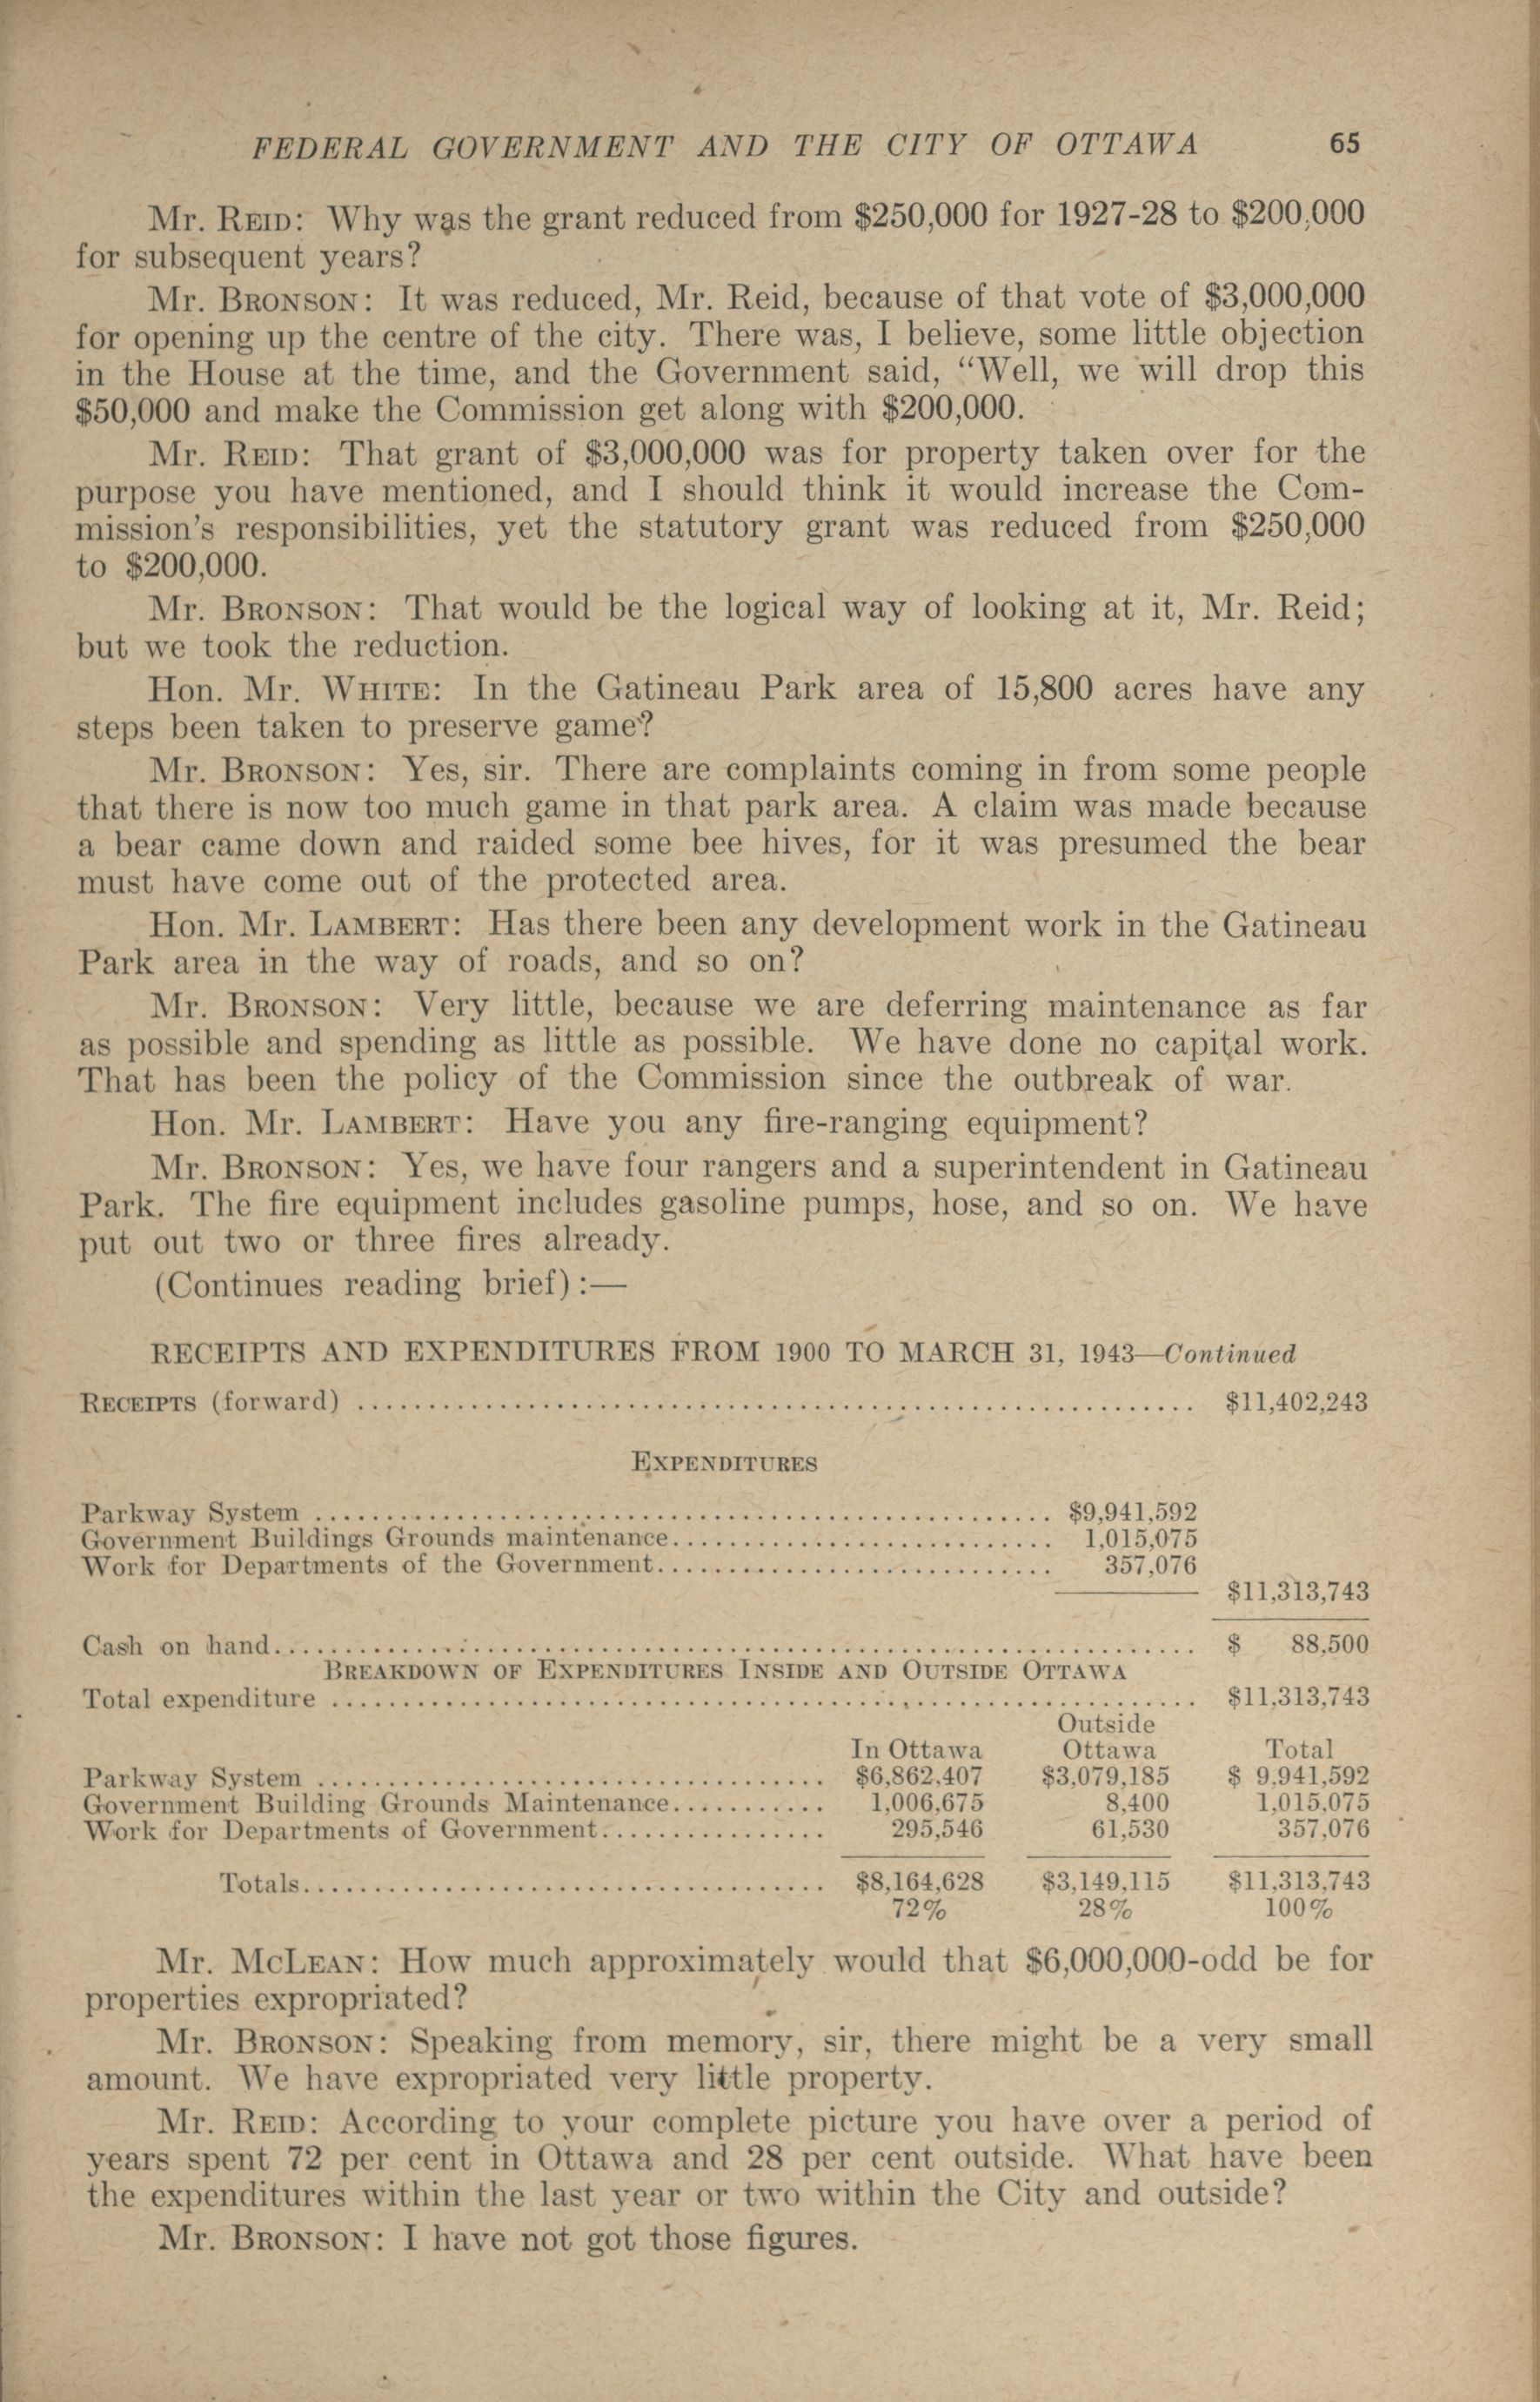 FEDERAL GOVERNMENT AND THE CITY OF OTTAWA 65
Mr. REID: Why was the grant reduced from $250,000 for 1927-28 to $200,000
for subsequent years?
Mr. BRONSON: It was reduced, Mr. Reid, because of that vote of $3,000,000
for opening up the centre of the city. There was, I believe, some little objection
in the House at the time, and the Government said, "Well, we will drop this
$50,000 and make the Commission get along with $200,000.
Mr. REID: That grant of $3,000,000 was for property taken over for the
purpose you have mentioned, and I should think it would increase the Com-
mission's responsibilities, yet the statutory grant was reduced from $250,000
to $200,000.
Mr. BRONSON: That would be the logical way of looking at it, Mr. Reid;
but we took the reduction.
Hon. Mr. WHITE: In the Gatineau Park area of 15,800 acres have any
steps been taken to preserve game?
Mr. BRONSON: Yes, sir. There are complaints coming in from some people
that there is now too much game in that park area. A claim was made because
a bear came down and raided some bee hives, for it was presumed the bear
must have come out of the protected area.
Hon. Mr. LAMBERT: Has there been any development work in the Gatineau
Park area in the way of roads, and so on?
Mr. BRONSON: Very little, because we are deferring maintenance as far
as possible and spending as little as possible. We have done no capital work.
That has been the policy of the Commission since the outbreak of war.
Hon. Mr. LAMBERT: Have you any fire-ranging equipment?
Mr. BRONSON: Yes, we have four rangers and a superintendent in Gatineau
Park. The fire equipment includes gasoline pumps, hose, and so on. We have
put out two or three fires already.
(Continues reading brief):—
RECEIPTS AND EXPENDITURES FROM 1900 TO MARCH 31, 1943—Continued
RECEIPTS (forward) ........ $11,402,243
EXPENDITURES
Parkway System ........ $9,941,592
Government Buildings Grounds maintenance........ 1,015,075
Work for Departments of the Government........ 357,076
$11,313,743
Cash on hand........ $ 88,500
BREAKDOWN OF EXPENDITURES INSIDE AND OUTSIDE OTTAWA
Total expenditure ........ $11,313,743
Outside
In Ottawa Ottawa Total
Parkway System ........ $6,862,407 $3,079,185 $ 9,941,592
Government Building Grounds Maintenance........ 1,006,675 8,400 1,015,075
Work for Departments of Government........ 295,546 61,530 357,076
Totals........ $8,164,628 $3,149,115 $11,313,743
72% 28% 100%
Mr. MCLEAN: How much approximately would that $6,000,000-odd be for
properties expropriated?
Mr. BRONSON: Speaking from memory, sir, there might be a very small
amount. We have expropriated very little property.
Mr. REID: According to your complete picture you have over a period of
years spent 72 per cent in Ottawa and 28 per cent outside. What have been
the expenditures within the last year or two within the City and outside?
Mr. BRONSON: I have not got those figures.